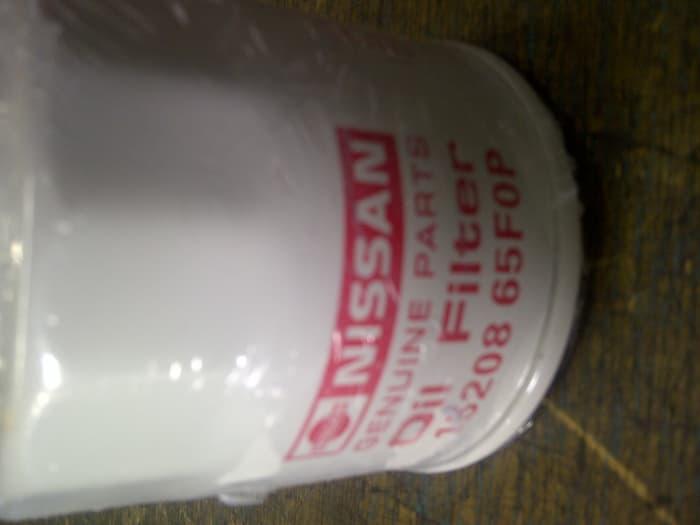 NISSAN
GENUINE PARTS
Oil Filter
15208 65F0P